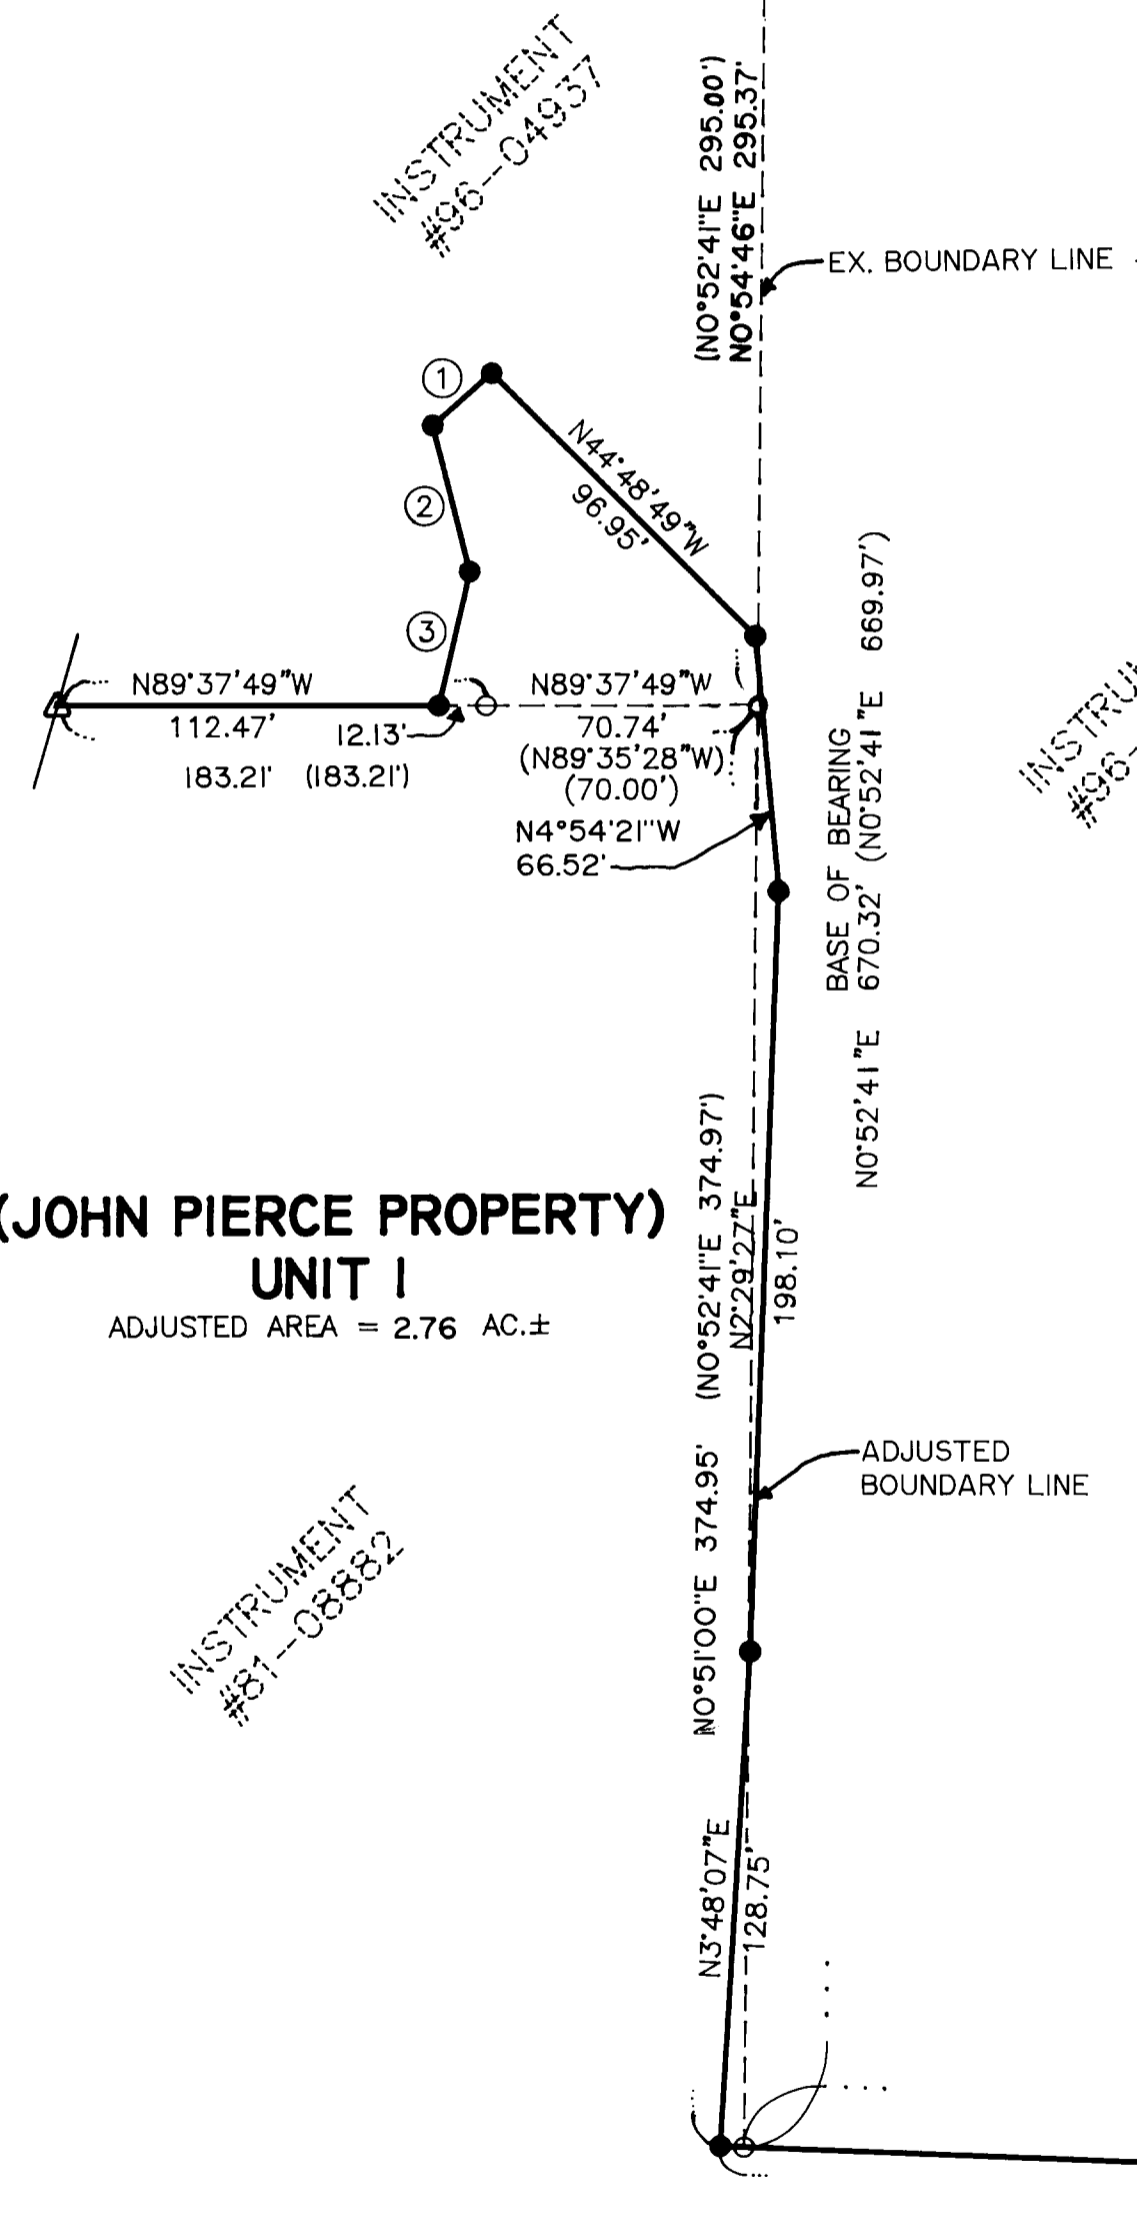 INSTRUMENT
#96--04937
(N0°52'41"E 295.00')
N0°54'46"E 295.37'
EX. BOUNDARY LINE
1
2
3
N44°48'49"W
96.95'
N89°37'49"W
112.47'
12.13'
183.21' (183.21')
N89°37'49"W
70.74'
(N89°35'28"W)
(70.00')
N4°54'21"W
66.52'
BASE OF BEARING
N0°52'41"E 670.32' (N0°52'41"E 669.97')
INSTRU
#96-
(JOHN PIERCE PROPERTY)
UNIT 1
ADJUSTED AREA = 2.76 AC.±
N0°51'00"E 374.95' (N0°52'41"E 374.97')
N2°29'27"E
198.10'
ADJUSTED
BOUNDARY LINE
INSTRUMENT
#81--08882
N3°48'07"E
128.75'